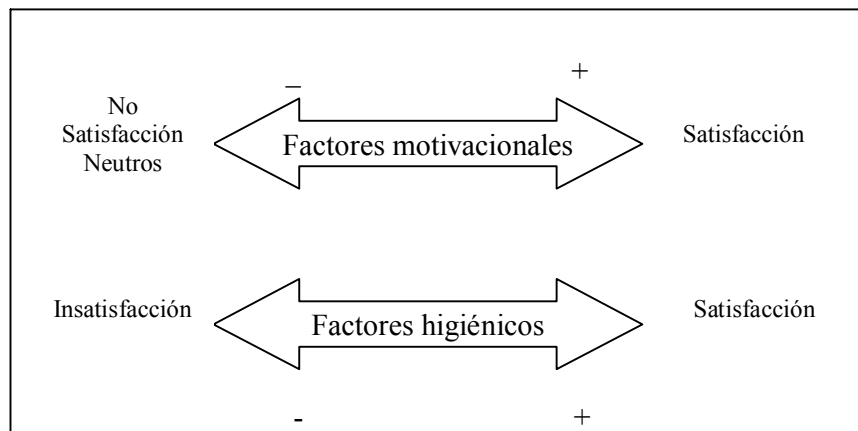 – +
No
Satisfacción
Neutros
Factores motivacionales
Satisfacción
Insatisfacción
Factores higiénicos
Satisfacción
- +